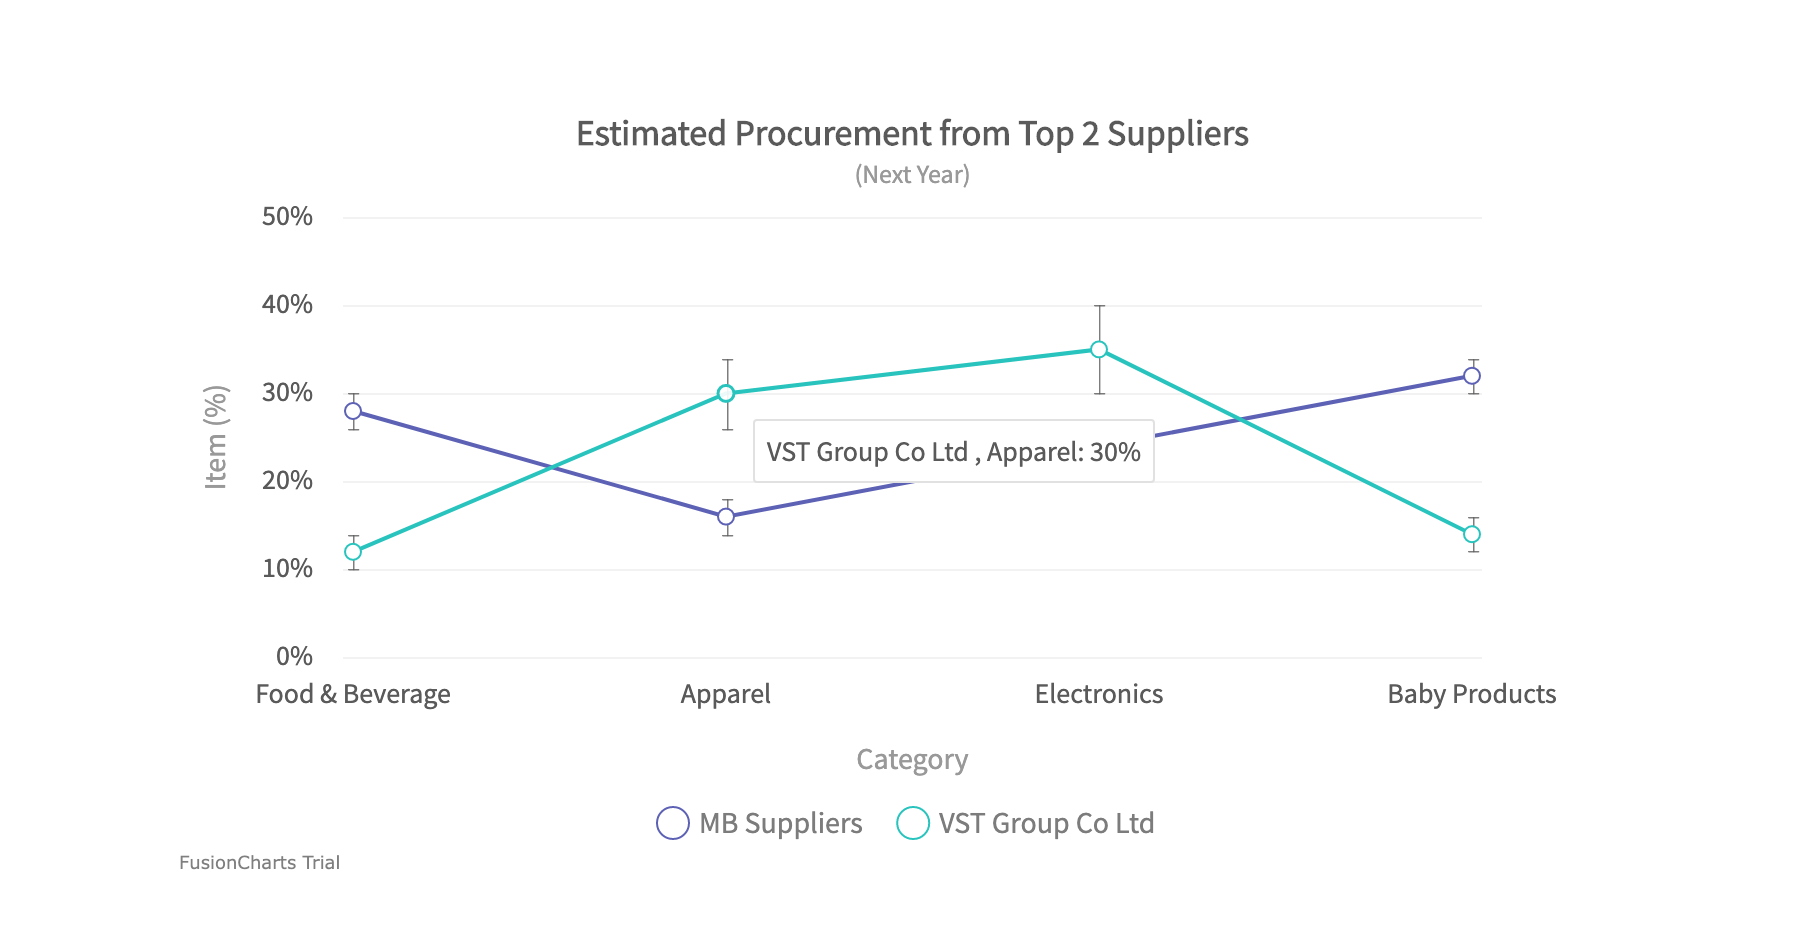 Estimated Procurement from Top 2 Suppliers
(Next Year)
50%
40%
30%
20%
10%
0%
Item (%)
VST Group Co Ltd , Apparel: 30%
Food & Beverage
Apparel
Electronics
Baby Products
Category
MB Suppliers
VST Group Co Ltd
FusionCharts Trial